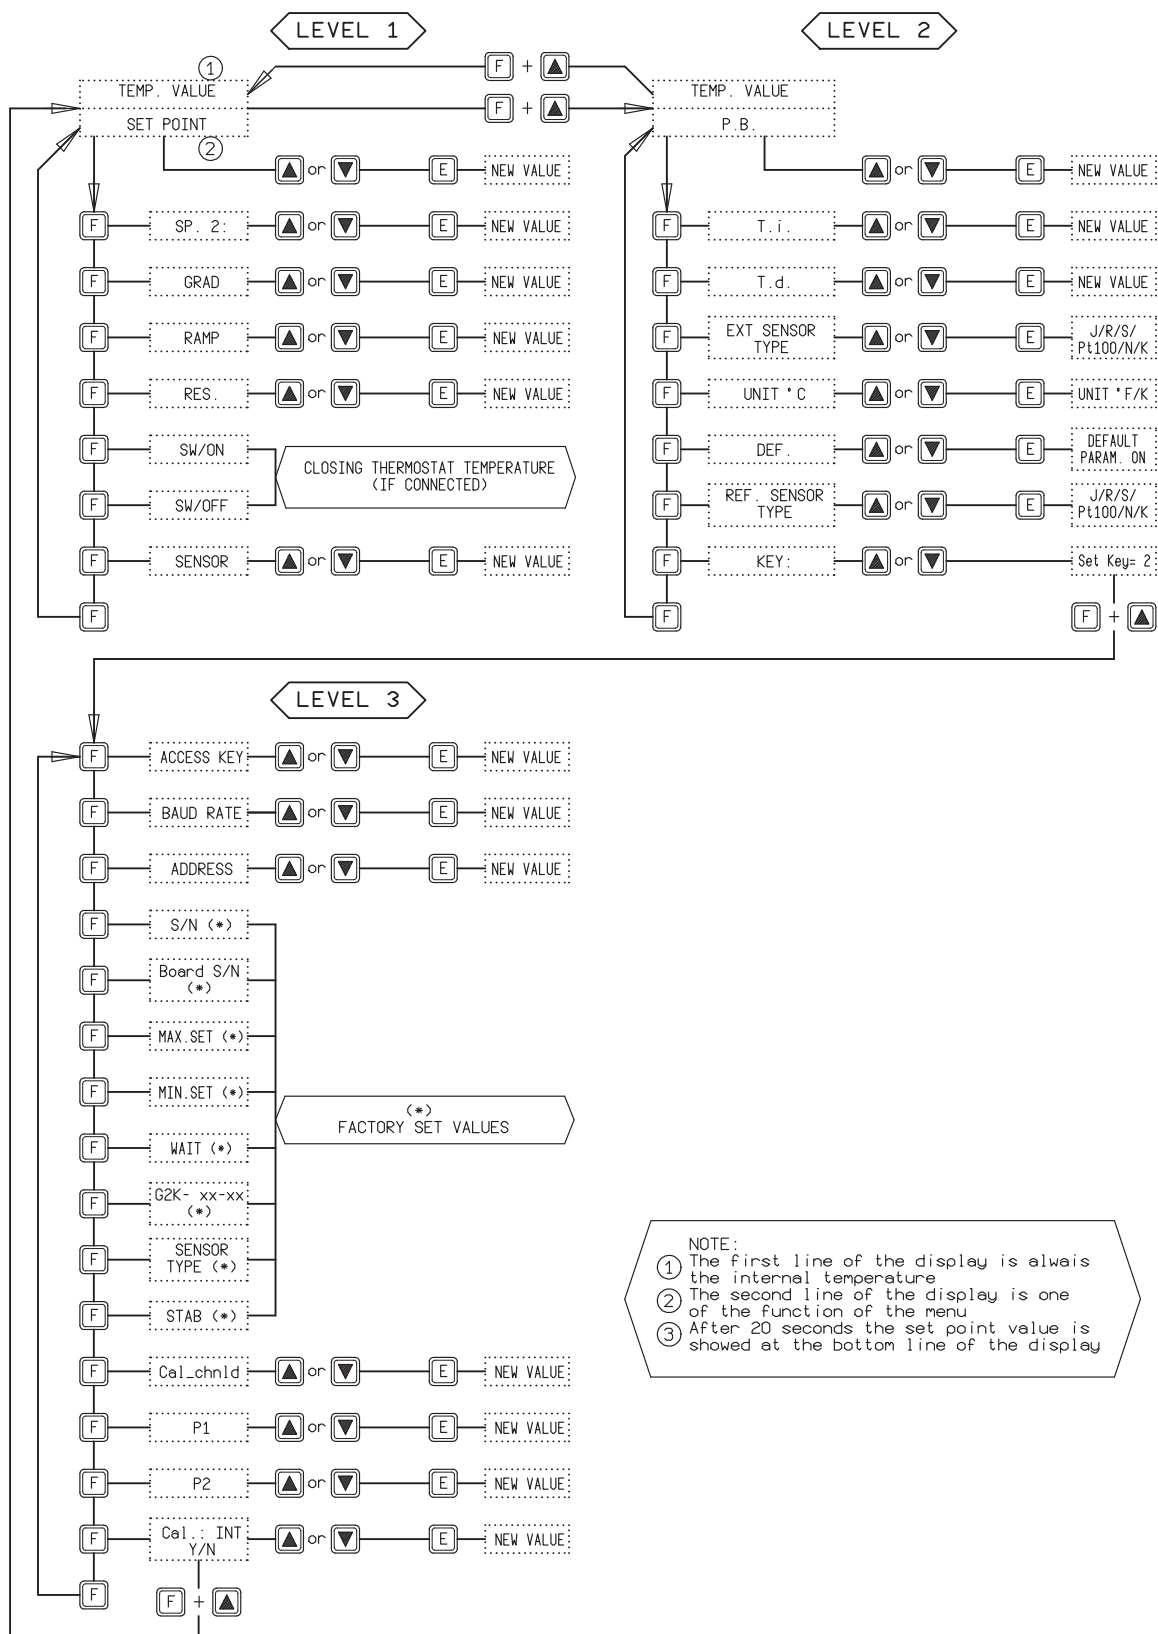 LEVEL 1
1
TEMP. VALUE
SET POINT
2
F + ▲
F + ▲
▲ or ▼ E NEW VALUE
F SP. 2: ▲ or ▼ E NEW VALUE
F GRAD ▲ or ▼ E NEW VALUE
F RAMP ▲ or ▼ E NEW VALUE
F RES. ▲ or ▼ E NEW VALUE
F SW/ON
F SW/OFF
CLOSING THERMOSTAT TEMPERATURE
(IF CONNECTED)
F SENSOR ▲ or ▼ E NEW VALUE
F
LEVEL 2
TEMP. VALUE
P.B.
▲ or ▼ E NEW VALUE
F T.i. ▲ or ▼ E NEW VALUE
F T.d. ▲ or ▼ E NEW VALUE
F EXT SENSOR
TYPE ▲ or ▼ E J/R/S/
Pt100/N/K
F UNIT °C ▲ or ▼ E UNIT °F/K
F DEF. ▲ or ▼ E DEFAULT
PARAM. ON
F REF. SENSOR
TYPE ▲ or ▼ E J/R/S/
Pt100/N/K
F KEY: ▲ or ▼ Set Key= 2
F
F + ▲
LEVEL 3
F ACCESS KEY ▲ or ▼ E NEW VALUE
F BAUD RATE ▲ or ▼ E NEW VALUE
F ADDRESS ▲ or ▼ E NEW VALUE
F S/N (*)
F Board S/N
(*)
F MAX.SET (*)
F MIN.SET (*)
(*)
FACTORY SET VALUES
F WAIT (*)
F G2K- xx-xx
(*)
F SENSOR
TYPE (*)
F STAB (*)
F Cal_chnld ▲ or ▼ E NEW VALUE
F P1 ▲ or ▼ E NEW VALUE
F P2 ▲ or ▼ E NEW VALUE
F Cal.: INT
Y/N ▲ or ▼ E NEW VALUE
F
F + ▲
NOTE:
1 The first line of the display is alwais
the internal temperature
2 The second line of the display is one
of the function of the menu
3 After 20 seconds the set point value is
showed at the bottom line of the display